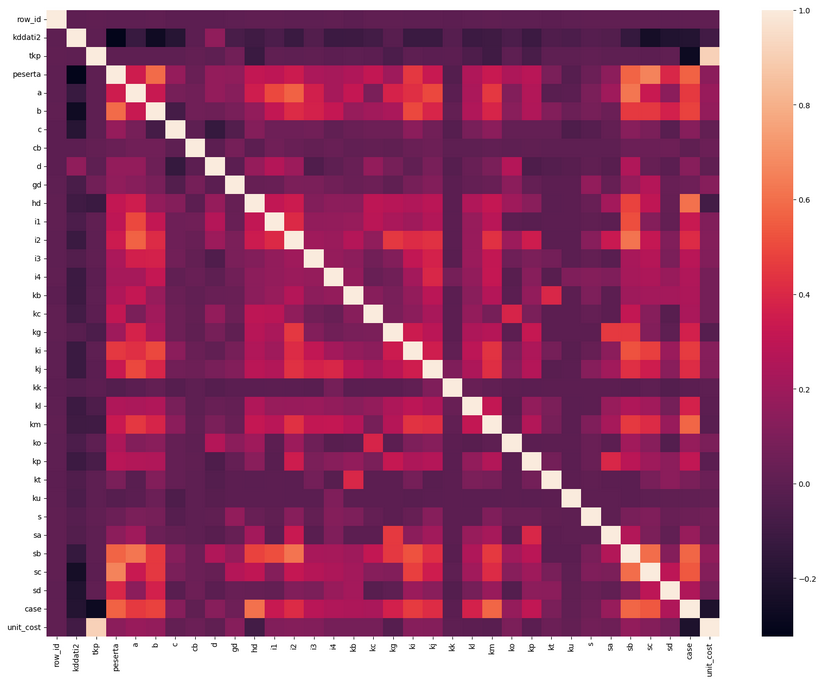 row_id
kddati2
tkp
peserta
a
b
c
cb
d
gd
hd
i1
i2
i3
i4
kb
kc
kg
ki
kj
kk
kl
km
ko
kp
kt
ku
s
sa
sb
sc
sd
case
unit_cost
row_id kddati2 tkp peserta a b c cb d gd hd i1 i2 i3 i4 kb kc kg ki kj kk kl km ko kp kt ku s sa sb sc sd case unit_cost
1.0
0.8
0.6
0.4
0.2
0.0
−0.2